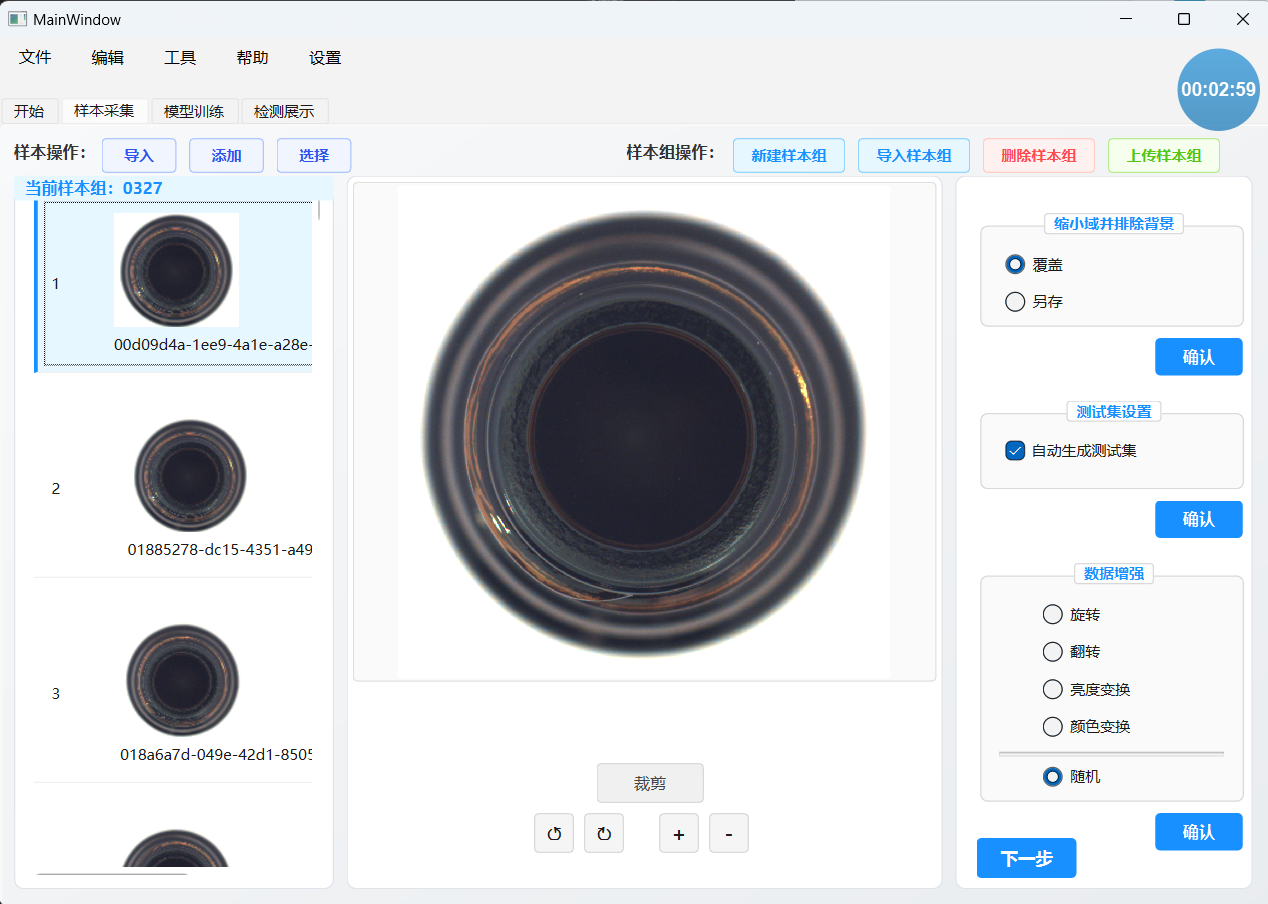 MainWindow
文件 编辑 工具 帮助 设置
00:02:59
开始 样本采集 模型训练 检测展示
样本操作： 导入 添加 选择 样本组操作： 新建样本组 导入样本组 删除样本组 上传样本组
当前样本组：0327
1
00d09d4a-1ee9-4a1e-a28e-
2
01885278-dc15-4351-a49
3
018a6a7d-049e-42d1-8505
裁剪
+ -
缩小域并排除背景
覆盖
另存
确认
测试集设置
自动生成测试集
确认
数据增强
旋转
翻转
亮度变换
颜色变换
随机
确认
下一步